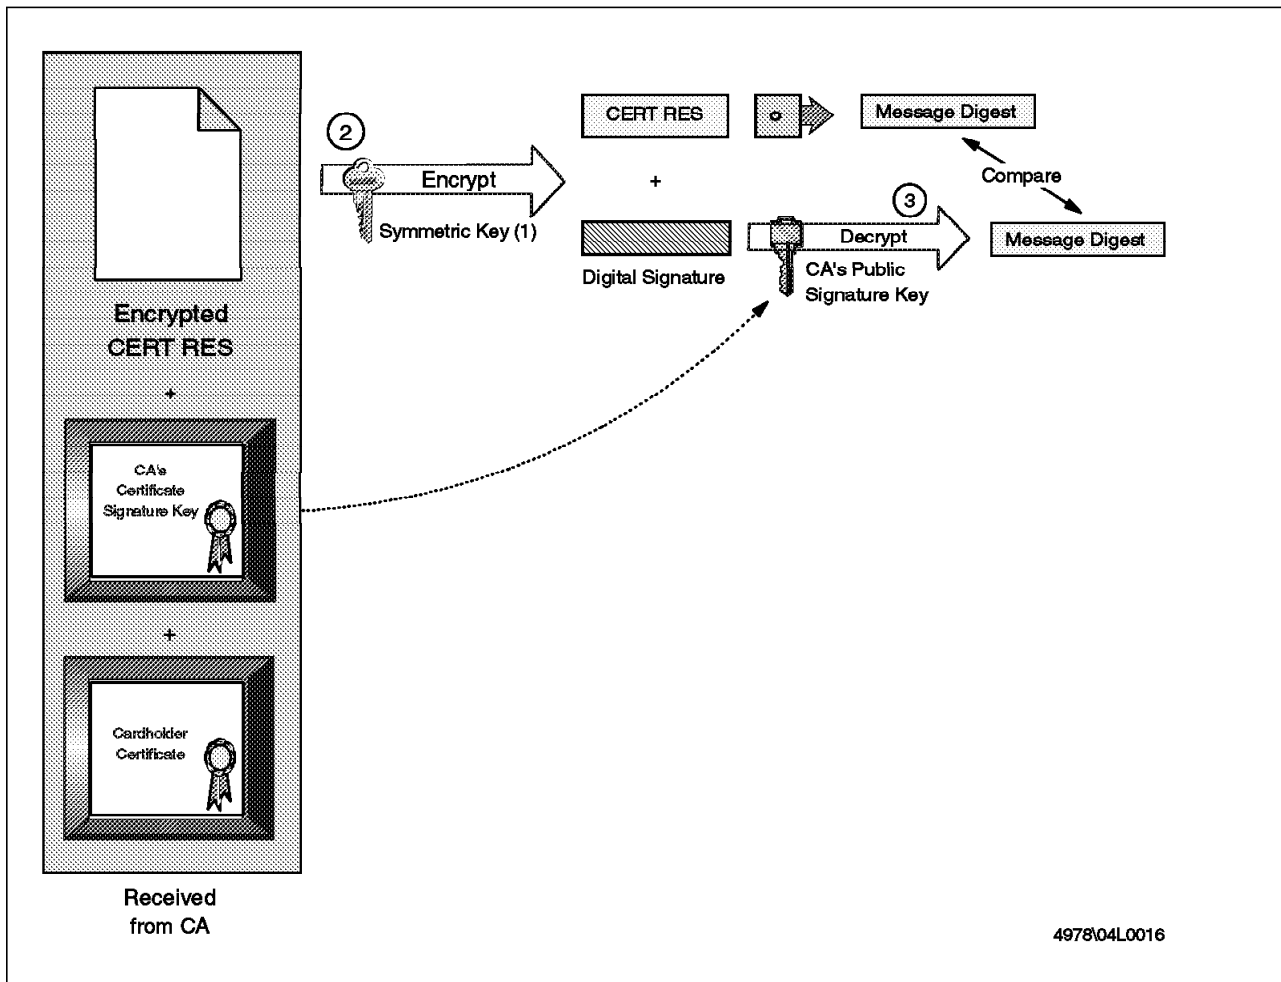 CERT RES
o
Message Digest
2
Encrypt
+
Compare
3
Symmetric Key (1)
Decrypt
Message Digest
Digital Signature
CA's Public
Signature Key
Encrypted
CERT RES
+
CA's
Certificate
Signature Key
+
Cardholder
Certificate
Received
from CA
4978\04L0016